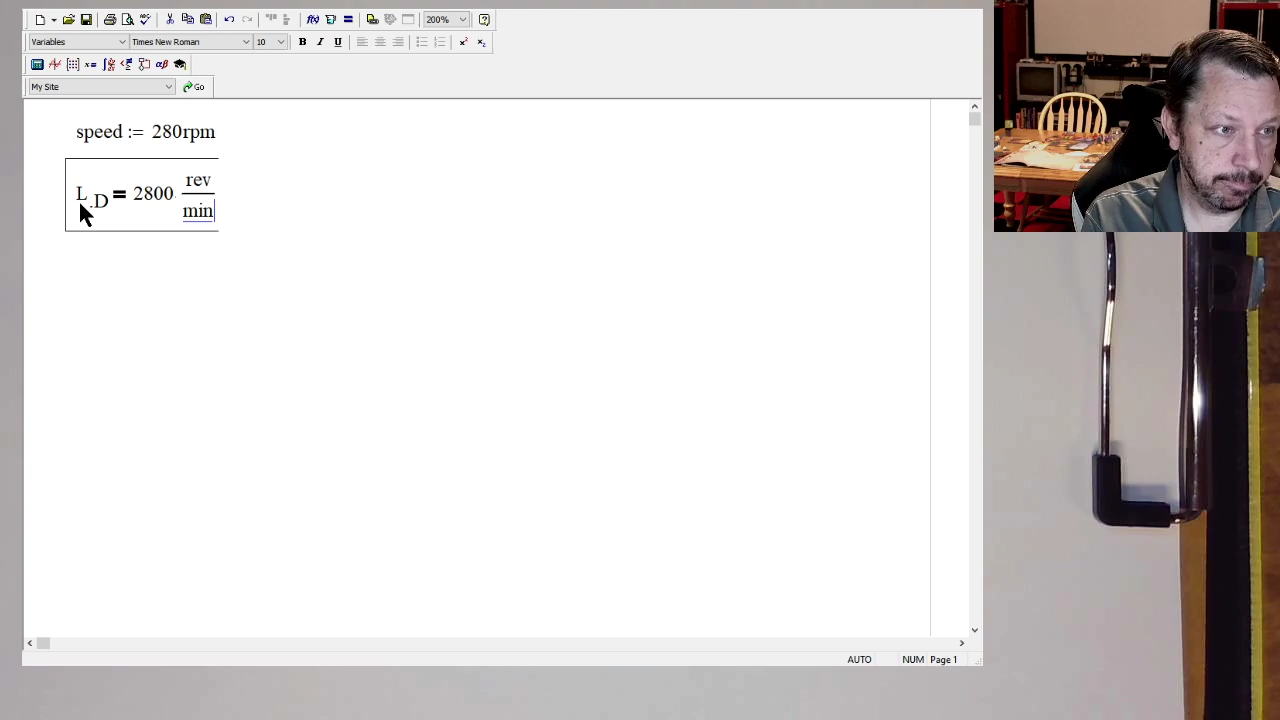 200%
Variables Times New Roman 10 B I U
My Site Go
speed := 280rpm
L.D = 2800 rev
min
AUTO NUM Page 1